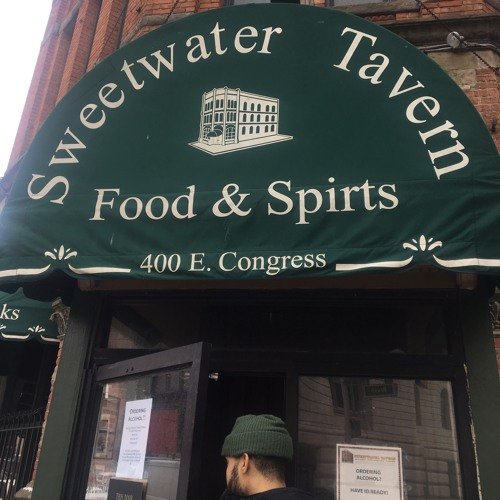 Sweetwater Tavern
Food & Spirts
400 E. Congress
ks
ORDERING
ALCOHOL?
ORDERING
ALCOHOL?
HAVE ID READY!